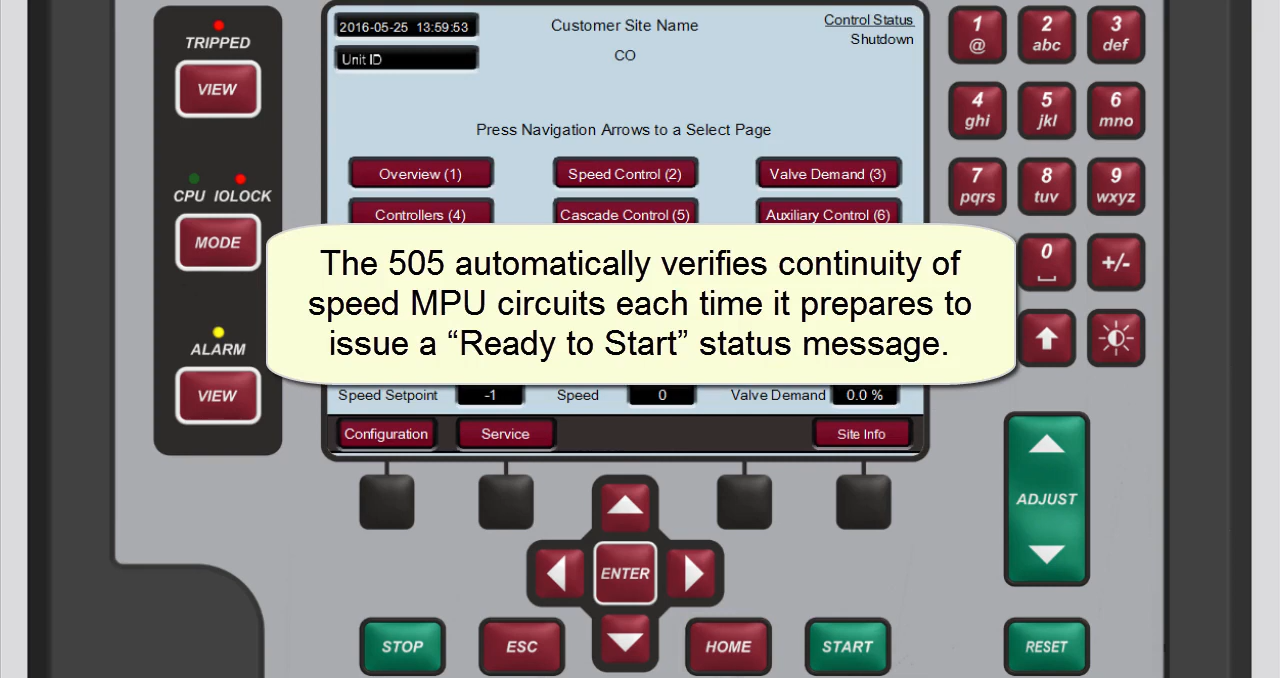 2016-05-25 13:59:53
Customer Site Name
Control Status
Shutdown
Unit ID
CO
Press Navigation Arrows to a Select Page
Overview (1)
Speed Control (2)
Valve Demand (3)
Controllers (4)
Cascade Control (5)
Auxiliary Control (6)
The 505 automatically verifies continuity of
speed MPU circuits each time it prepares to
issue a “Ready to Start” status message.
Speed Setpoint -1 Speed 0 Valve Demand 0.0 %
Configuration
Service
Site Info
TRIPPED
VIEW
CPU IOLOCK
MODE
ALARM
VIEW
1 @
2 abc
3 def
4 ghi
5 jkl
6 mno
7 pqrs
8 tuv
9 wxyz
0
+/-
ADJUST
ENTER
STOP
ESC
HOME
START
RESET